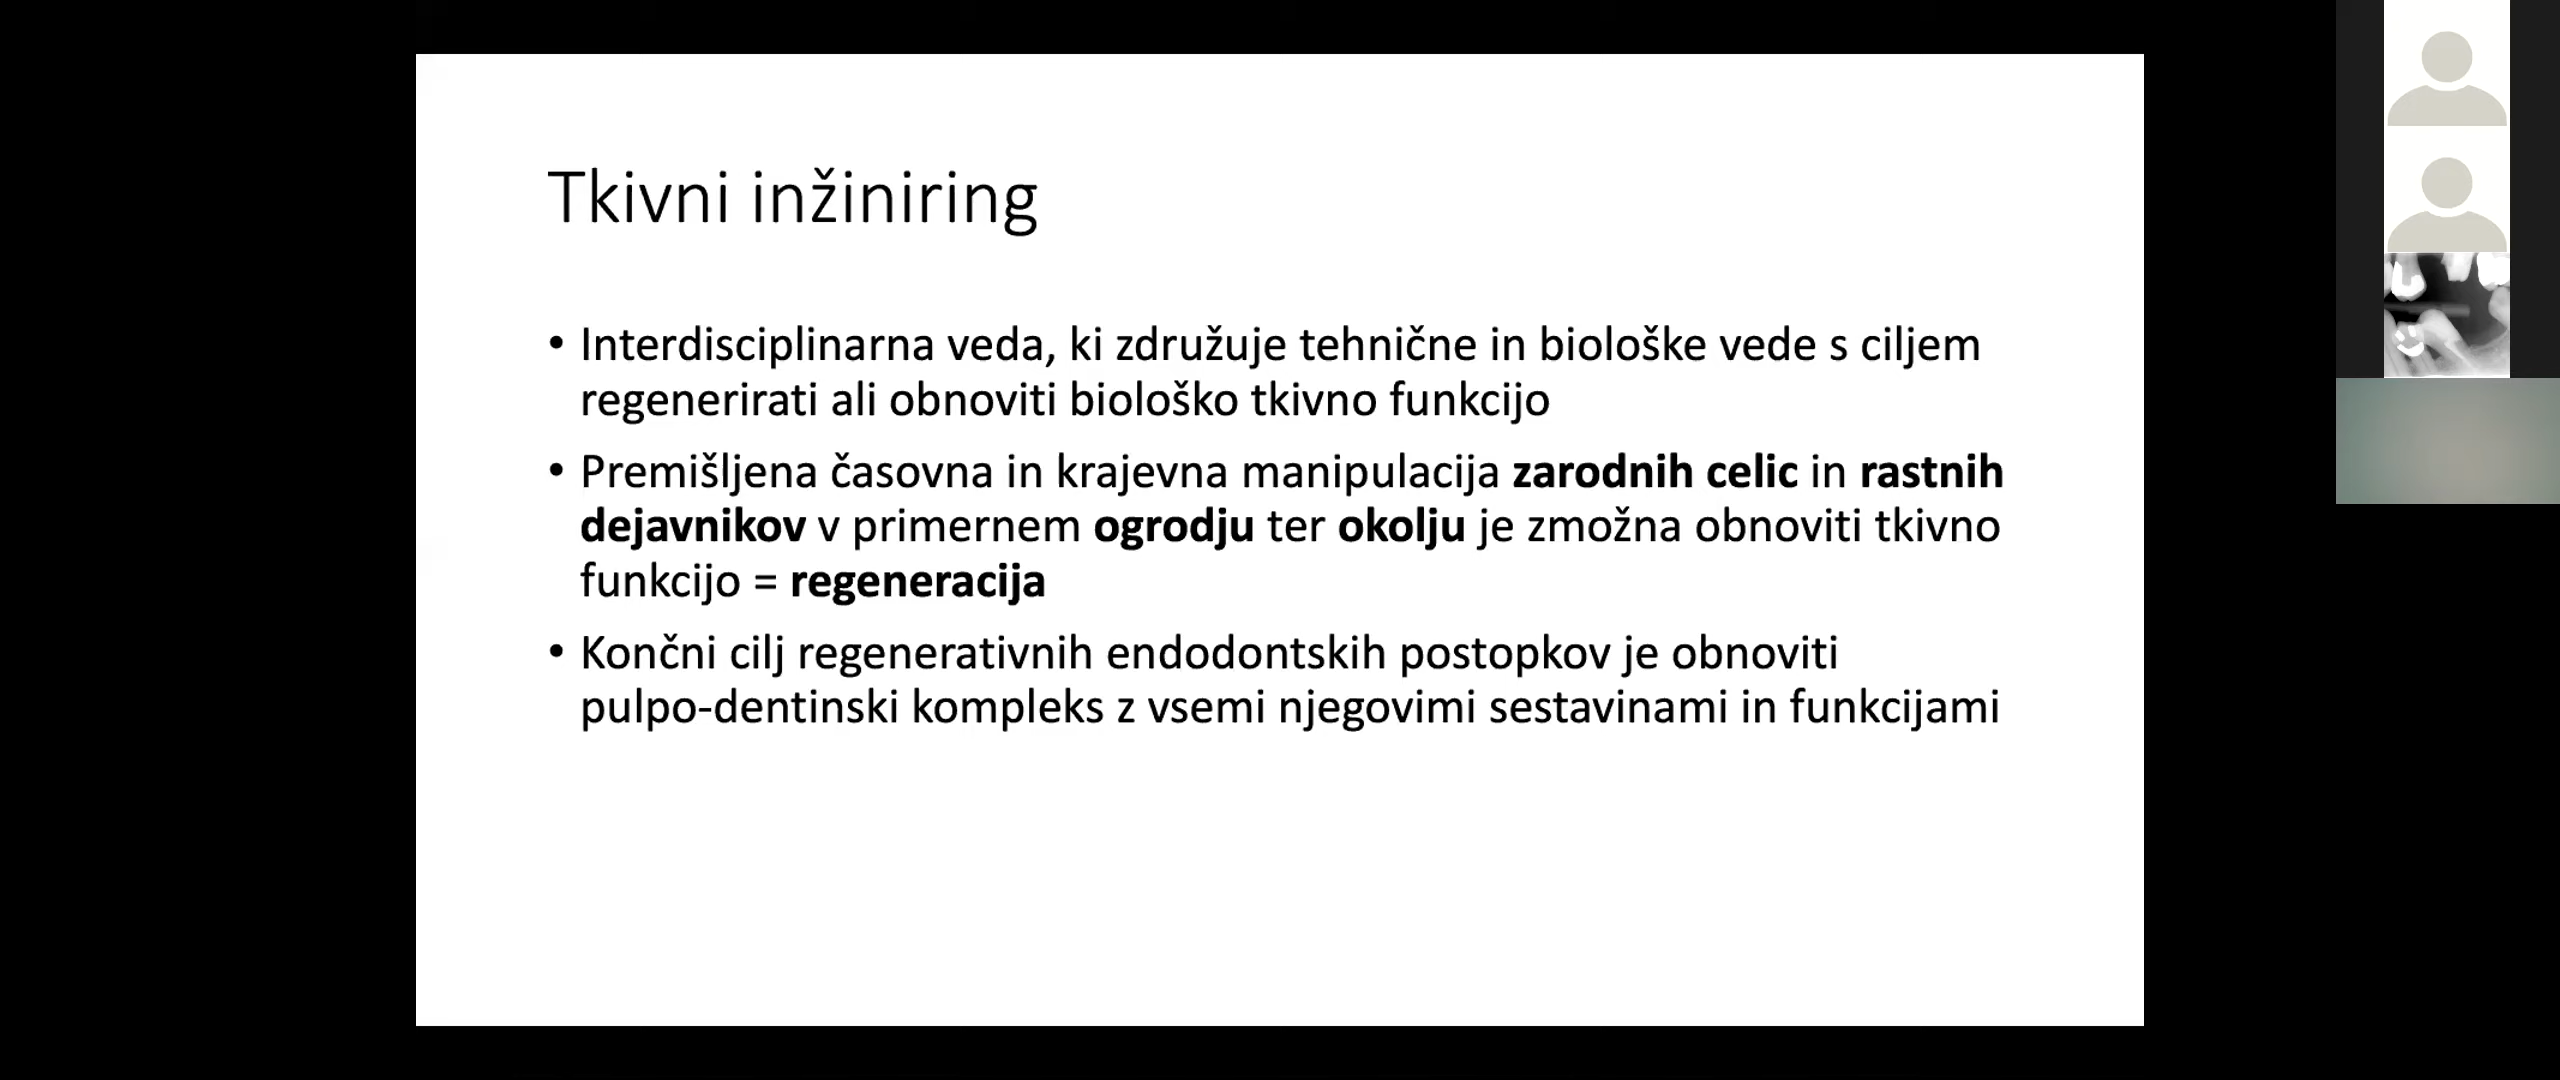 Tkivni inžiniring
• Interdisciplinarna veda, ki združuje tehnične in biološke vede s ciljem
regenerirati ali obnoviti biološko tkivno funkcijo
• Premišljena časovna in krajevna manipulacija zarodnih celic in rastnih
dejavnikov v primernem ogrodju ter okolju je zmožna obnoviti tkivno
funkcijo = regeneracija
• Končni cilj regenerativnih endodontskih postopkov je obnoviti
pulpo-dentinski kompleks z vsemi njegovimi sestavinami in funkcijami